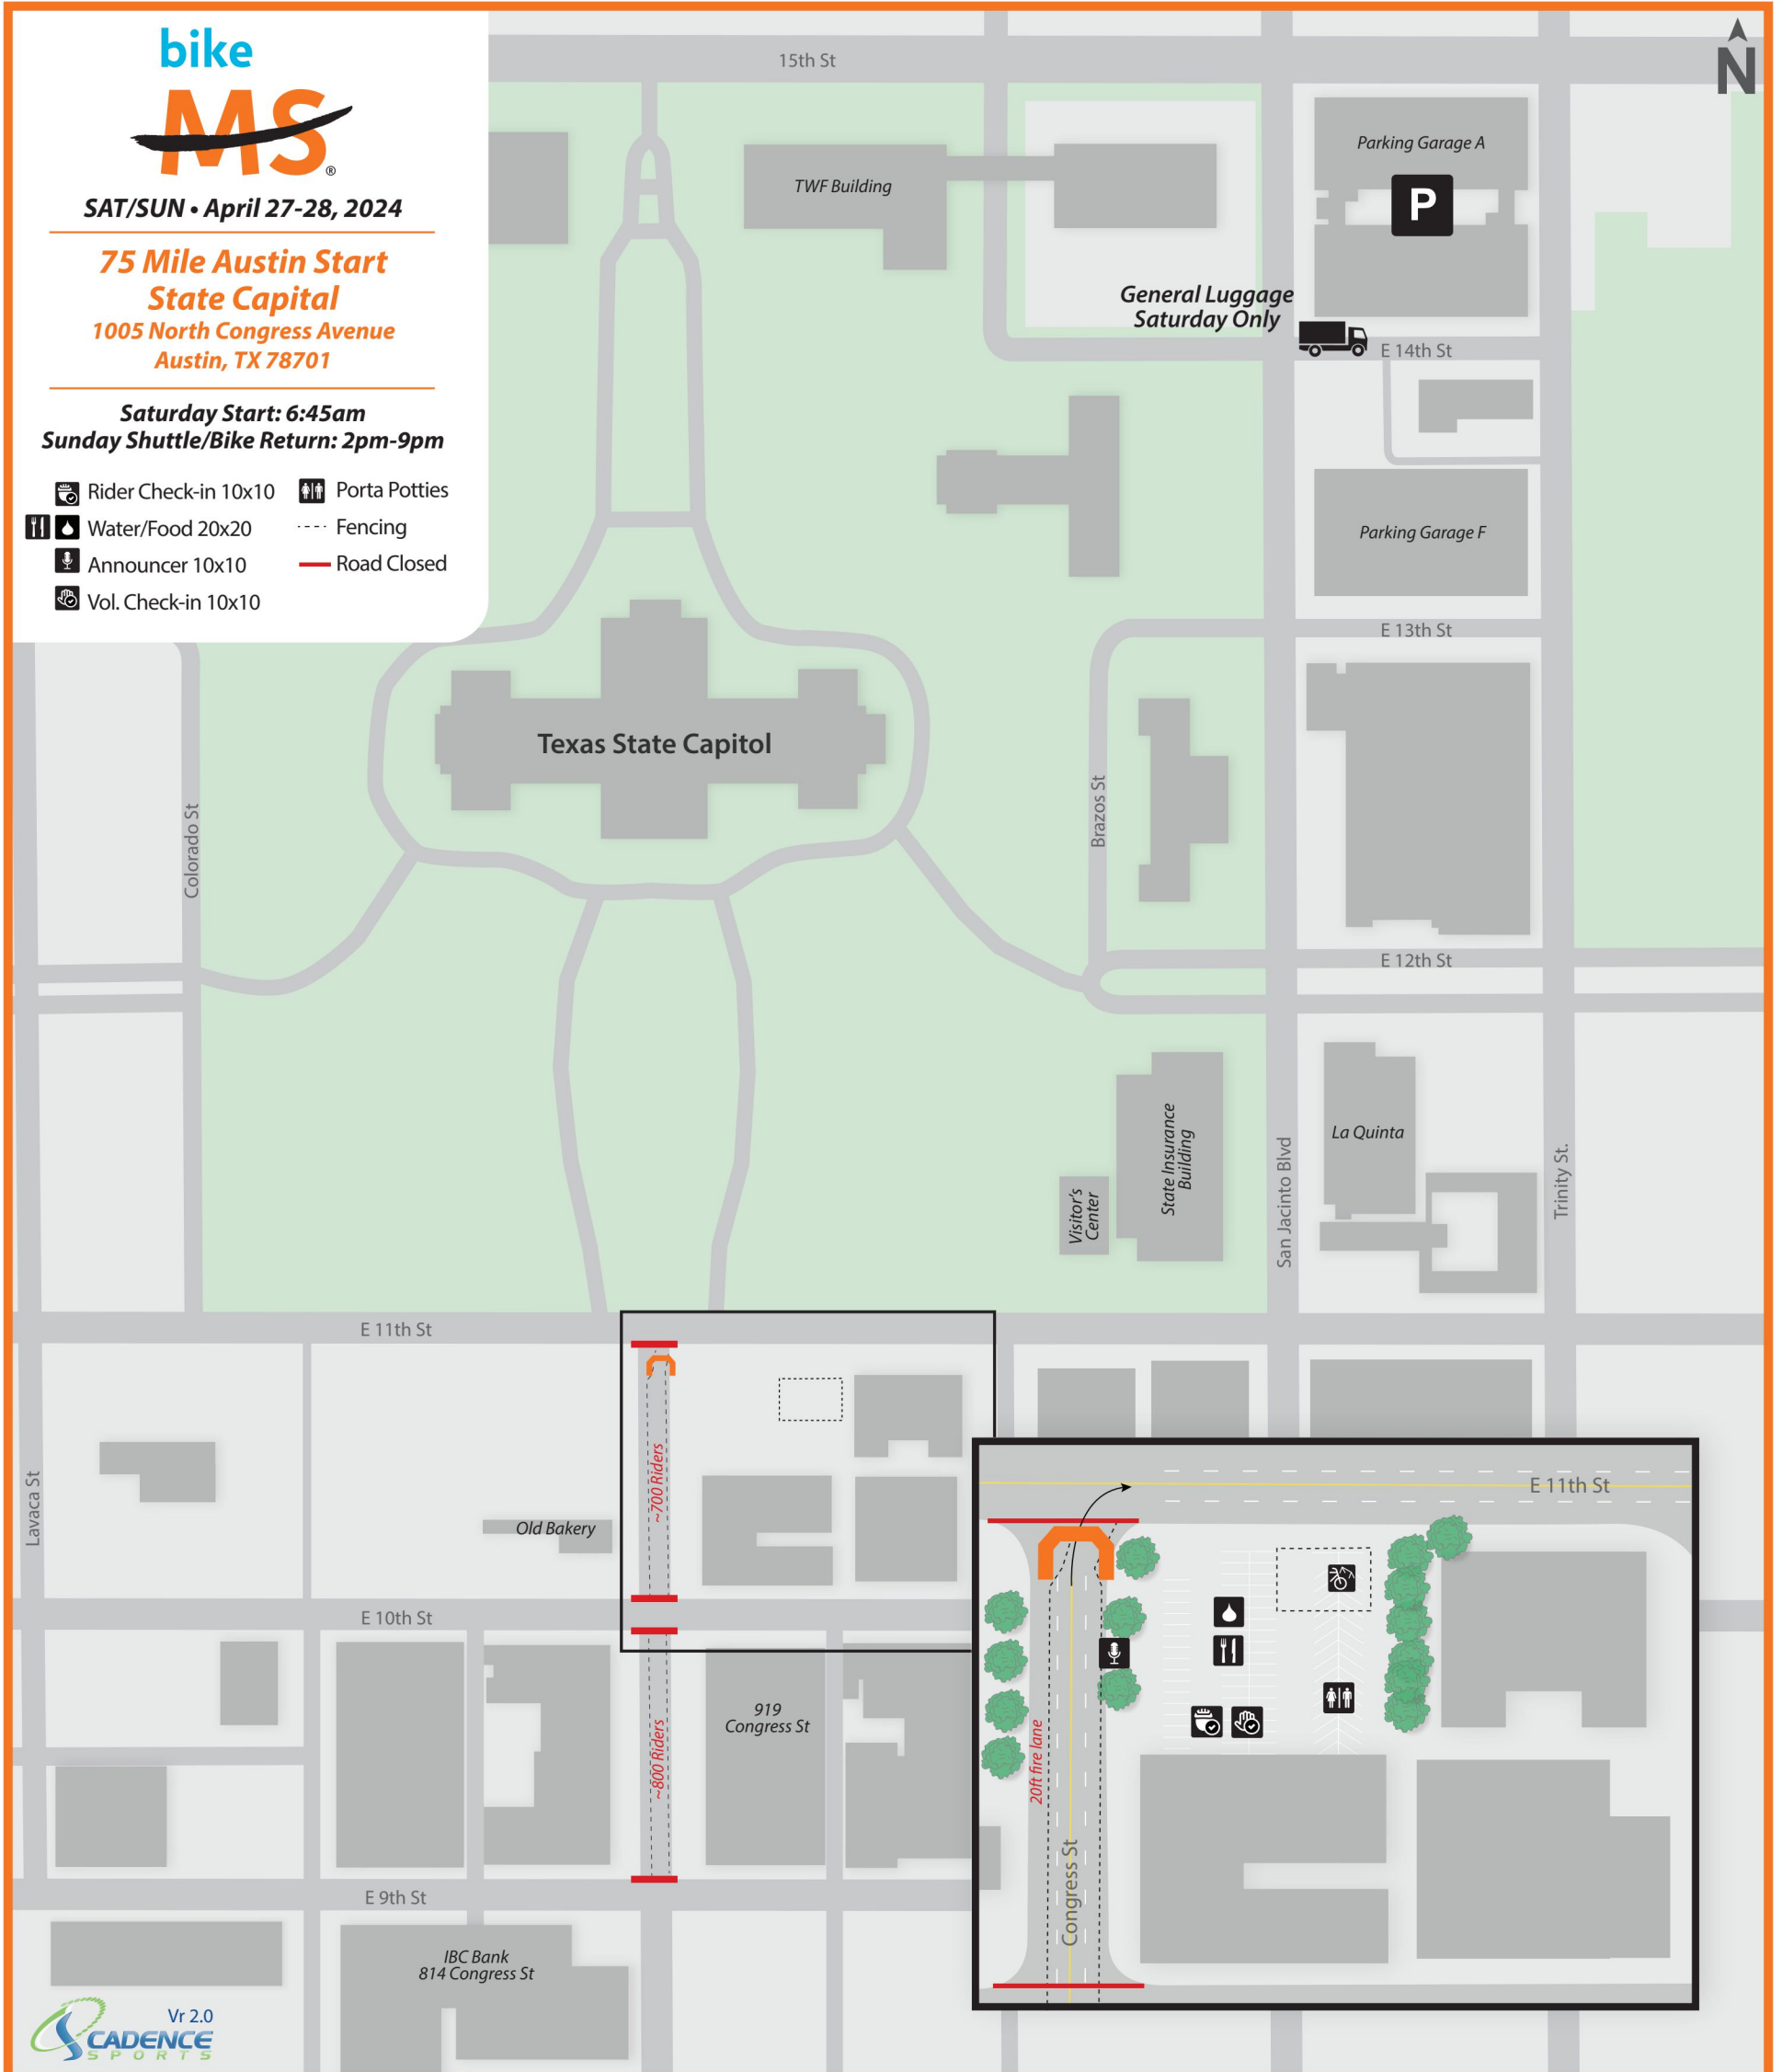 bike
MS®
SAT/SUN • April 27-28, 2024
75 Mile Austin Start
State Capital
1005 North Congress Avenue
Austin, TX 78701
Saturday Start: 6:45am
Sunday Shuttle/Bike Return: 2pm-9pm
Rider Check-in 10x10
Water/Food 20x20
Announcer 10x10
Vol. Check-in 10x10
Porta Potties
Fencing
Road Closed
N
15th St
TWF Building
Parking Garage A
P
General Luggage
Saturday Only
E 14th St
Parking Garage F
E 13th St
Texas State Capitol
Colorado St
Brazos St
E 12th St
State Insurance
Building
Visitor's
Center
San Jacinto Blvd
La Quinta
Trinity St.
E 11th St
~700 Riders
Lavaca St
Old Bakery
E 10th St
919
Congress St
~800 Riders
E 9th St
IBC Bank
814 Congress St
E 11th St
20ft fire lane
Congress St
Vr 2.0
CADENCE
SPORTS